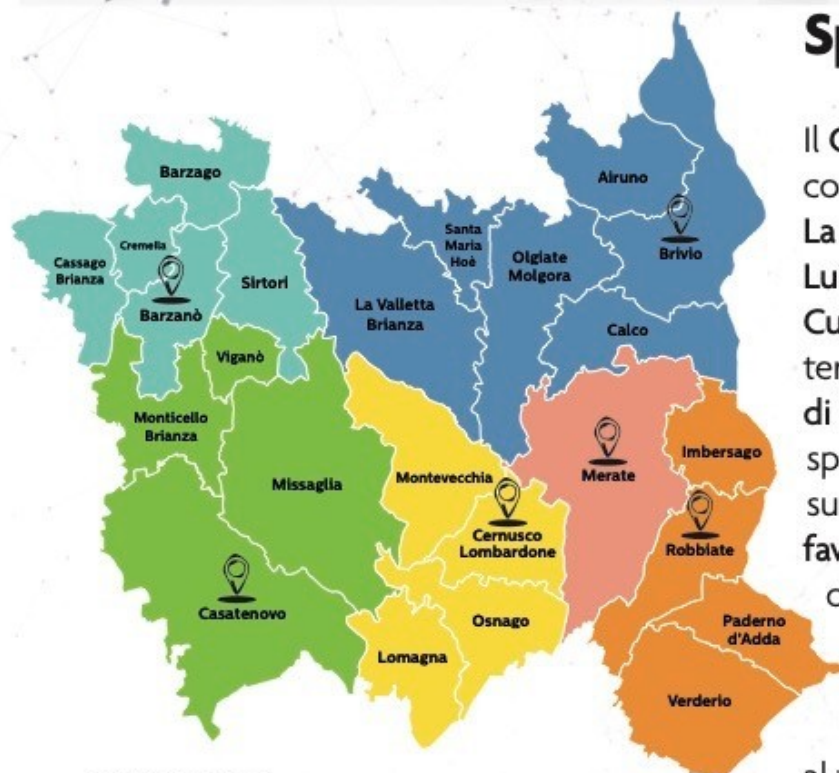 Barzago
Cremella
Cassago
Brianza
Barzanò
Sirtori
Viganò
Monticello
Brianza
Missaglia
Casatenovo
La Valletta
Brianza
Santa
Maria
Hoè
Olgiate
Molgora
Airuno
Brivio
Calco
Montevecchia
Cernusco
Lombardone
Osnago
Lomagna
Merate
Imbersago
Robbiate
Paderno
d'Adda
Verderio
Il
co
La
Lu
Cu
ter
di
sp
su
fav